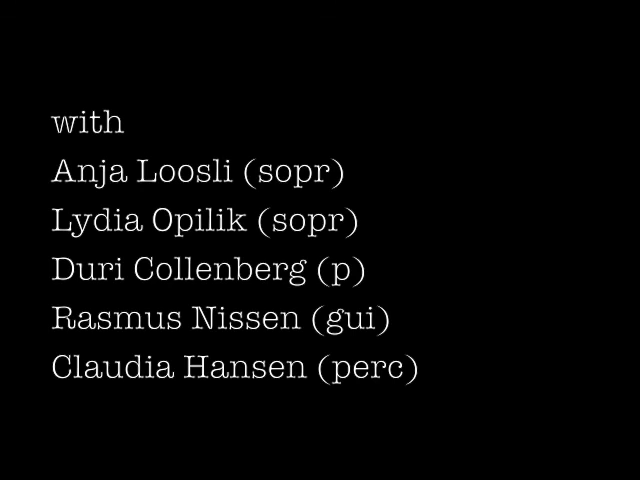 with
Anja Loosli (sopr)
Lydia Opilik (sopr)
Duri Collenberg (p)
Rasmus Nissen (gui)
Claudia Hansen (perc)